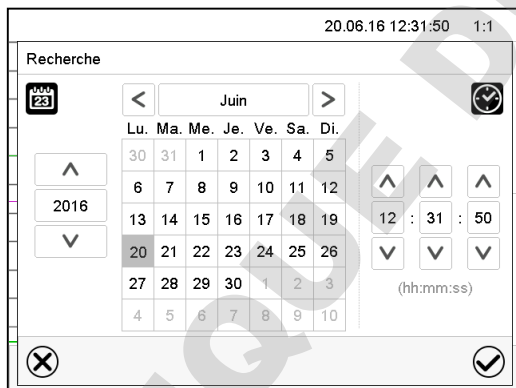 20.06.16 12:31:50 1:1
Recherche
23
< Juin >
Lu. Ma. Me. Je. Ve. Sa. Di.
30 31 1 2 3 4 5
6 7 8 9 10 11 12
2016
12 : 31 : 50
13 14 15 16 17 18 19
20 21 22 23 24 25 26
27 28 29 30 1 2 3
(hh:mm:ss)
4 5 6 7 8 9 10